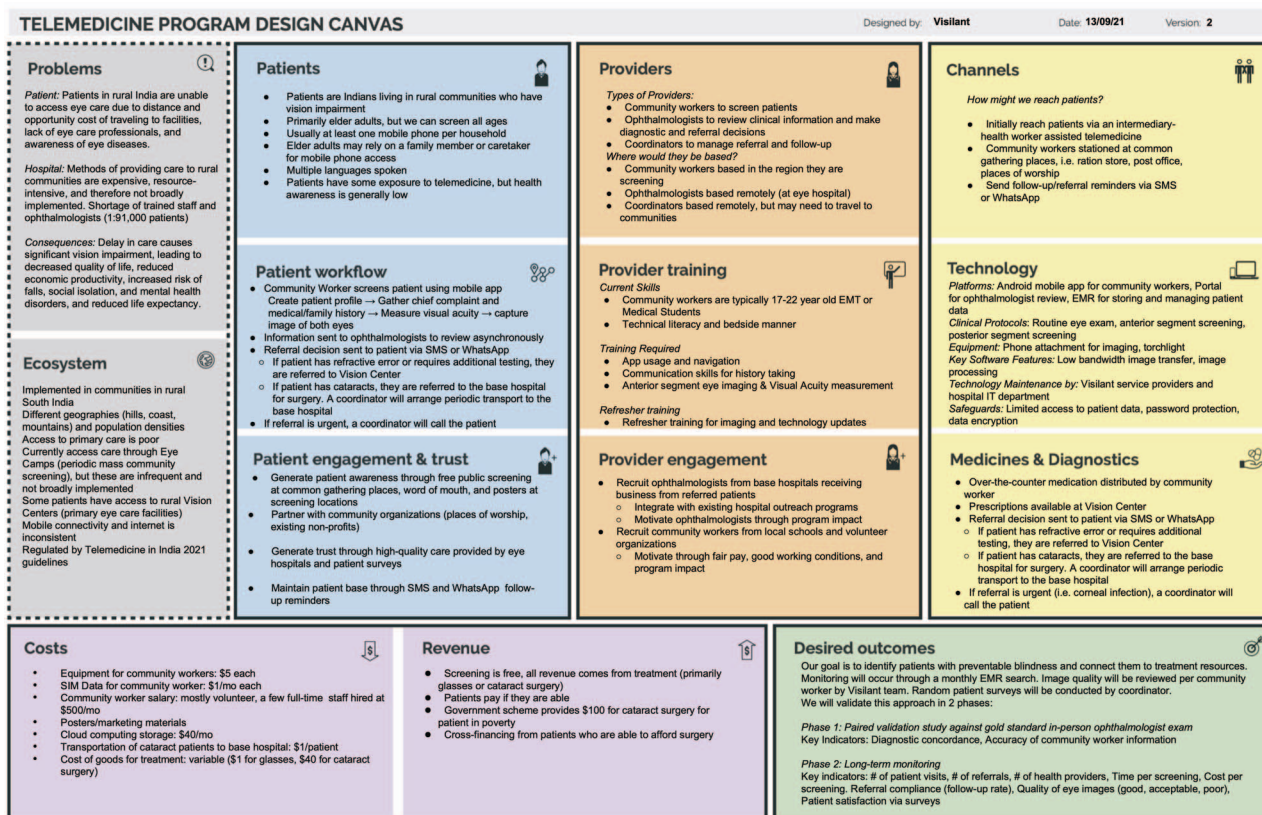 TELEMEDICINE PROGRAM DESIGN CANVAS
Designed by: Visilant
Date: 13/09/21
Version: 2
Problems
Patient: Patients in rural India are unable
to access eye care due to distance and
opportunity cost of traveling to facilities,
lack of eye care professionals, and
awareness of eye diseases.
Hospital: Methods of providing care to rural
communities are expensive, resource-
intensive, and therefore not broadly
implemented. Shortage of trained staff and
ophthalmologists (1:91,000 patients)
Consequences: Delay in care causes
significant vision impairment, leading to
decreased quality of life, reduced
economic productivity, increased risk of
falls, social isolation, and mental health
disorders, and reduced life expectancy.
Ecosystem
Implemented in communities in rural
South India
Different geographies (hills, coast,
mountains) and population densities
Access to primary care is poor
Currently access care through Eye
Camps (periodic mass community
screening), but these are infrequent and
not broadly implemented
Some patients have access to rural Vision
Centers (primary eye care facilities)
Mobile connectivity and internet is
inconsistent
Regulated by Telemedicine in India 2021
guidelines
Patients
● Patients are Indians living in rural communities who have
vision impairment
● Primarily elder adults, but we can screen all ages
● Usually at least one mobile phone per household
● Elder adults may rely on a family member or caretaker
for mobile phone access
● Multiple languages spoken
● Patients have some exposure to telemedicine, but health
awareness is generally low
Patient workflow
● Community Worker screens patient using mobile app
Create patient profile → Gather chief complaint and
medical/family history → Measure visual acuity → capture
image of both eyes
● Information sent to ophthalmologists to review asynchronously
● Referral decision sent to patient via SMS or WhatsApp
○ If patient has refractive error or requires additional testing, they
are referred to Vision Center
○ If patient has cataracts, they are referred to the base hospital
for surgery. A coordinator will arrange periodic transport to the
base hospital
● If referral is urgent, a coordinator will call the patient
Patient engagement & trust
● Generate patient awareness through free public screening
at common gathering places, word of mouth, and posters at
screening locations
● Partner with community organizations (places of worship,
existing non-profits)
● Generate trust through high-quality care provided by eye
hospitals and patient surveys
● Maintain patient base through SMS and WhatsApp follow-
up reminders
Providers
Types of Providers:
● Community workers to screen patients
● Ophthalmologists to review clinical information and make
diagnostic and referral decisions
● Coordinators to manage referral and follow-up
Where would they be based?
● Community workers based in the region they are
screening
● Ophthalmologists based remotely (at eye hospital)
● Coordinators based remotely, but may need to travel to
communities
Provider training
Current Skills
● Community workers are typically 17-22 year old EMT or
Medical Students
● Technical literacy and bedside manner
Training Required
● App usage and navigation
● Communication skills for history taking
● Anterior segment eye imaging & Visual Acuity measurement
Refresher training
● Refresher training for imaging and technology updates
Provider engagement
● Recruit ophthalmologists from base hospitals receiving
business from referred patients
○ Integrate with existing hospital outreach programs
○ Motivate ophthalmologists through program impact
● Recruit community workers from local schools and volunteer
organizations
○ Motivate through fair pay, good working conditions, and
program impact
Channels
How might we reach patients?
● Initially reach patients via an intermediary-
health worker assisted telemedicine
● Community workers stationed at common
gathering places, i.e. ration store, post office,
places of worship
● Send follow-up/referral reminders via SMS
or WhatsApp
Technology
Platforms: Android mobile app for community workers, Portal
for ophthalmologist review, EMR for storing and managing patient
data
Clinical Protocols: Routine eye exam, anterior segment screening,
posterior segment screening
Equipment: Phone attachment for imaging, torchlight
Key Software Features: Low bandwidth image transfer, image
processing
Technology Maintenance by: Visilant service providers and
hospital IT department
Safeguards: Limited access to patient data, password protection,
data encryption
Medicines & Diagnostics
● Over-the-counter medication distributed by community
worker
● Prescriptions available at Vision Center
● Referral decision sent to patient via SMS or WhatsApp
○ If patient has refractive error or requires additional
testing, they are referred to Vision Center
○ If patient has cataracts, they are referred to the base
hospital for surgery. A coordinator will arrange periodic
transport to the base hospital
● If referral is urgent (i.e. corneal infection), a coordinator will
call the patient
Costs
$
• Equipment for community workers: $5 each
• SIM Data for community worker: $1/mo each
• Community worker salary: mostly volunteer, a few full-time staff hired at
$500/mo
• Posters/marketing materials
• Cloud computing storage: $40/mo
• Transportation of cataract patients to base hospital: $1/patient
• Cost of goods for treatment: variable ($1 for glasses, $40 for cataract
surgery)
Revenue
$
● Screening is free, all revenue comes from treatment (primarily
glasses or cataract surgery)
● Patients pay if they are able
● Government scheme provides $100 for cataract surgery for
patient in poverty
● Cross-financing from patients who are able to afford surgery
Desired outcomes
Our goal is to identify patients with preventable blindness and connect them to treatment resources.
Monitoring will occur through a monthly EMR search. Image quality will be reviewed per community
worker by Visilant team. Random patient surveys will be conducted by coordinator.
We will validate this approach in 2 phases:
Phase 1: Paired validation study against gold standard in-person ophthalmologist exam
Key Indicators: Diagnostic concordance, Accuracy of community worker information
Phase 2: Long-term monitoring
Key indicators: # of patient visits, # of referrals, # of health providers, Time per screening, Cost per
screening. Referral compliance (follow-up rate), Quality of eye images (good, acceptable, poor),
Patient satisfaction via surveys